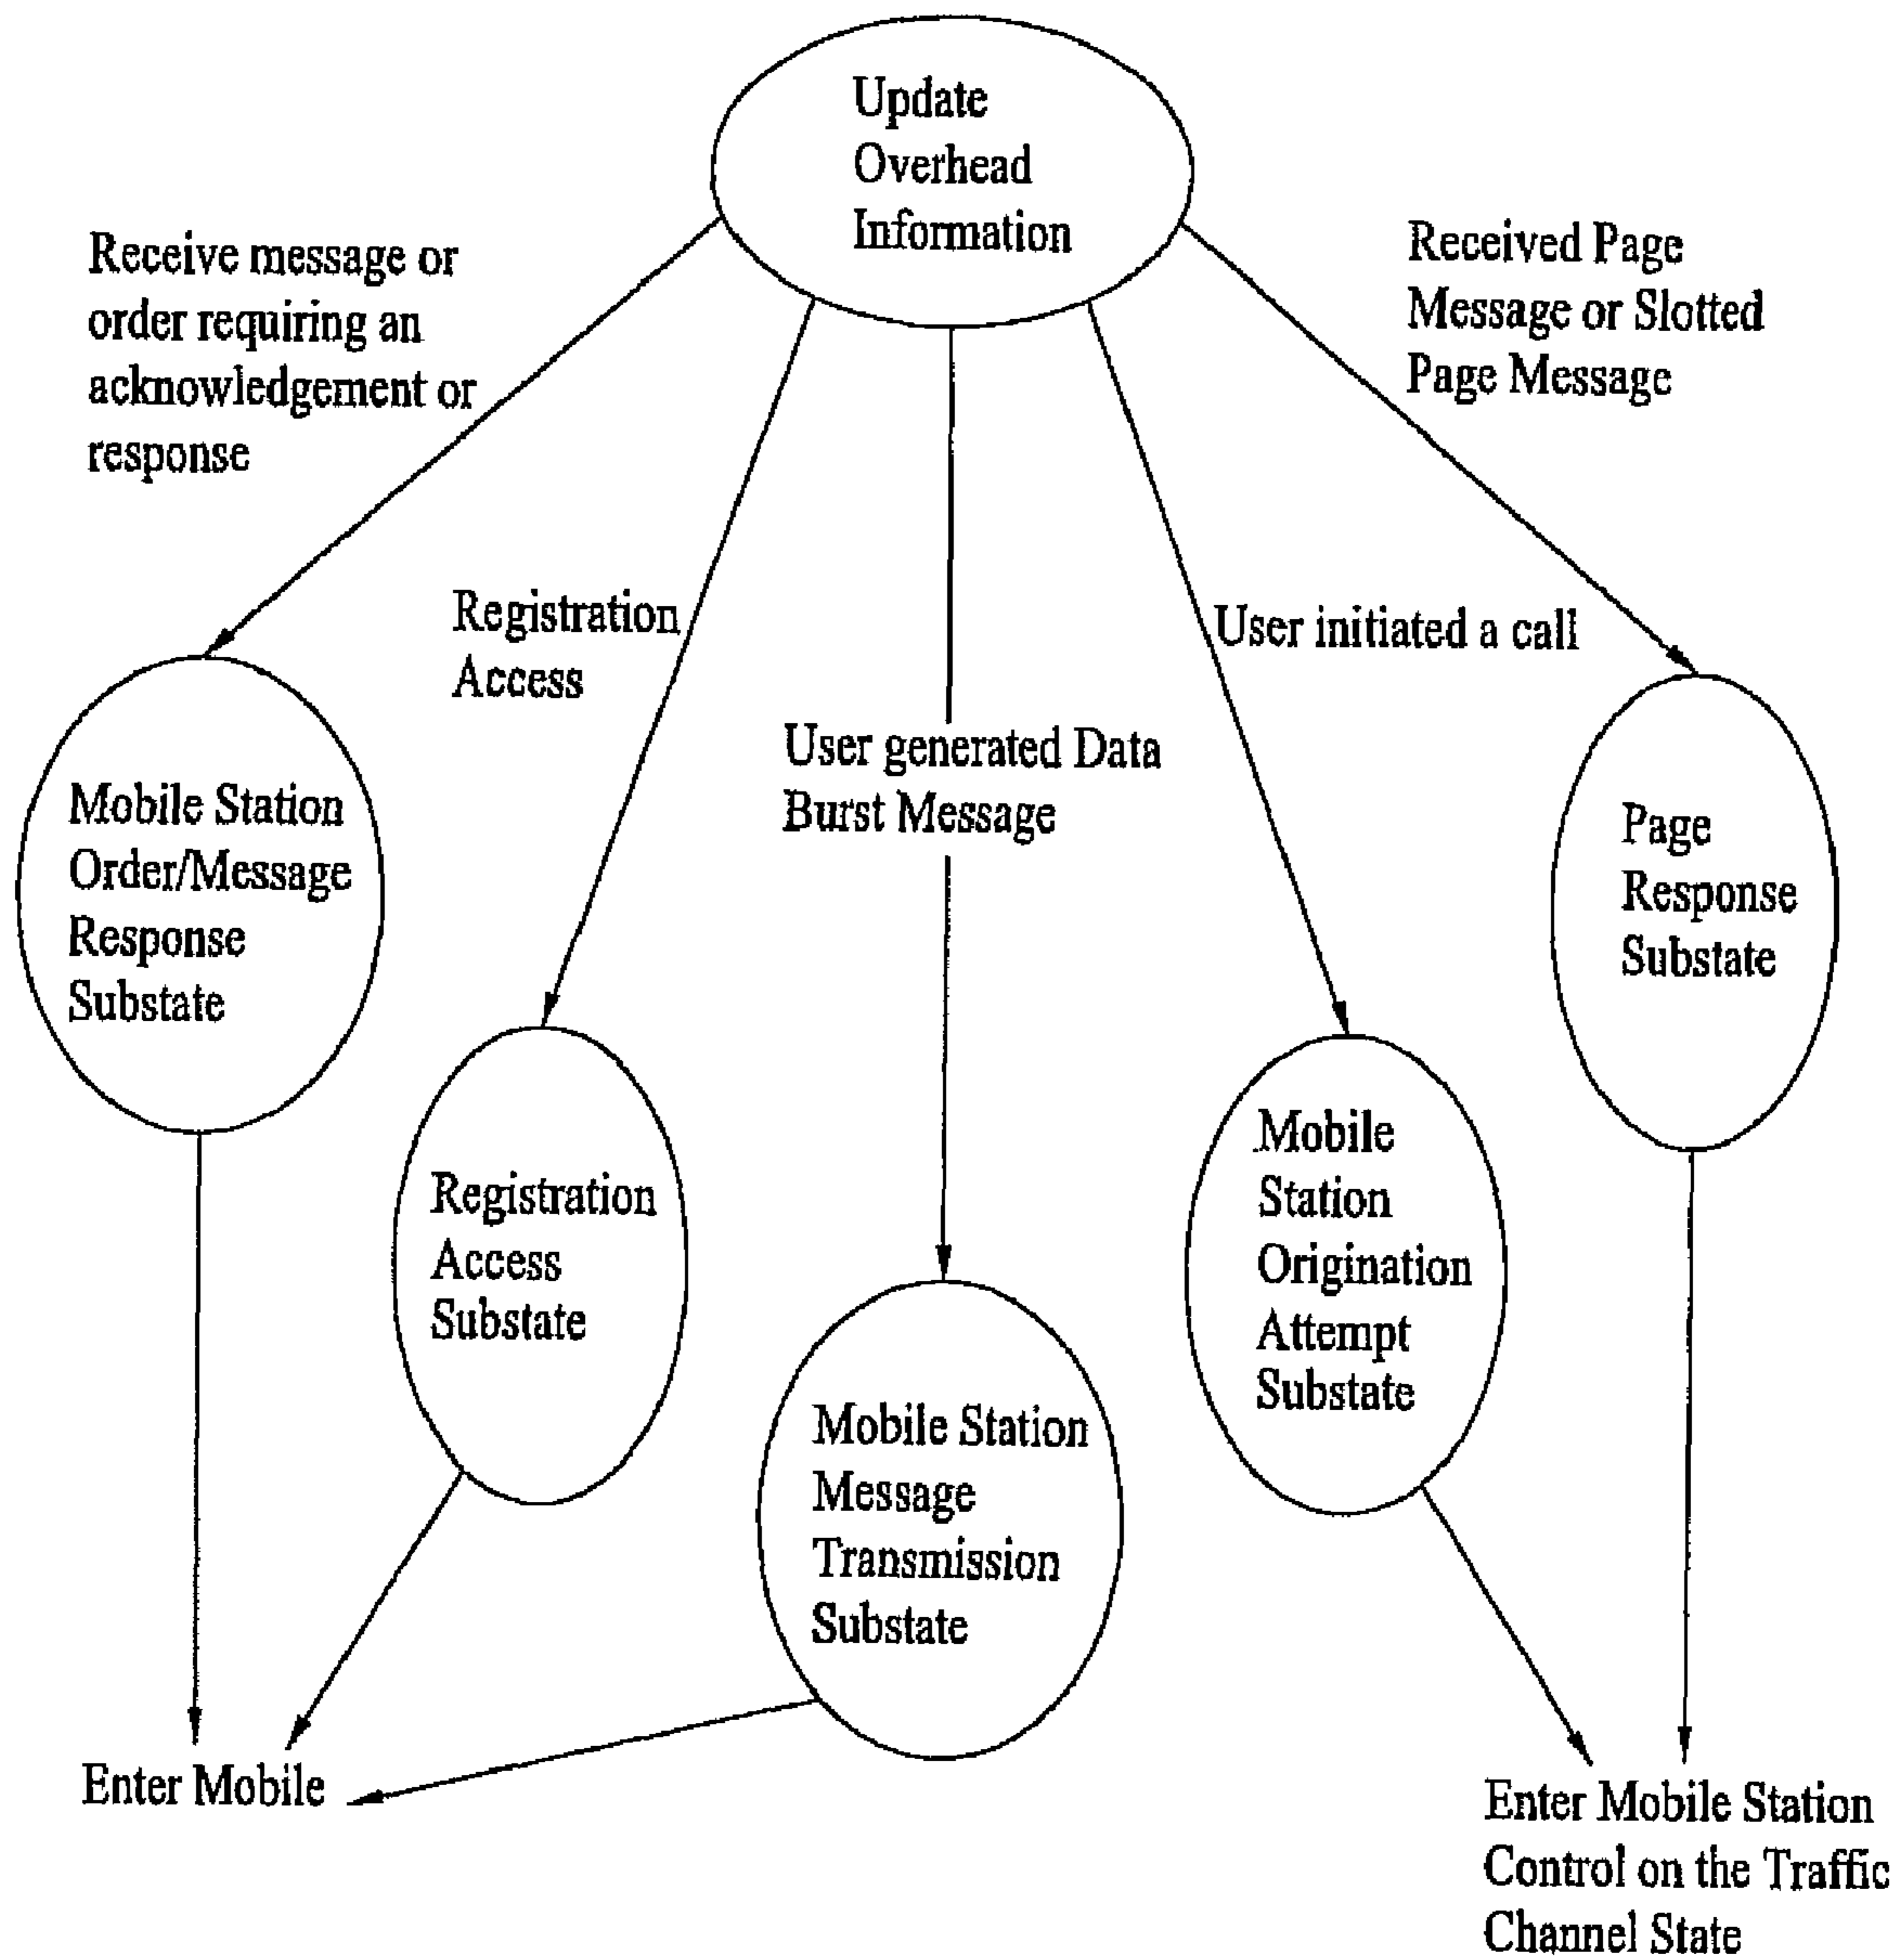 Update
Overhead
Information
Receive message or
order requiring an
acknowledgement or
response
Received Page
Message or Slotted
Page Message
Registration
Access
User initiated a call
User generated Data
Burst Message
Mobile Station
Order/Message
Response
Substate
Page
Response
Substate
Registration
Access
Substate
Mobile
Station
Origination
Attempt
Substate
Mobile Station
Message
Transmission
Substate
Enter Mobile
Enter Mobile Station
Control on the Traffic
Channel State